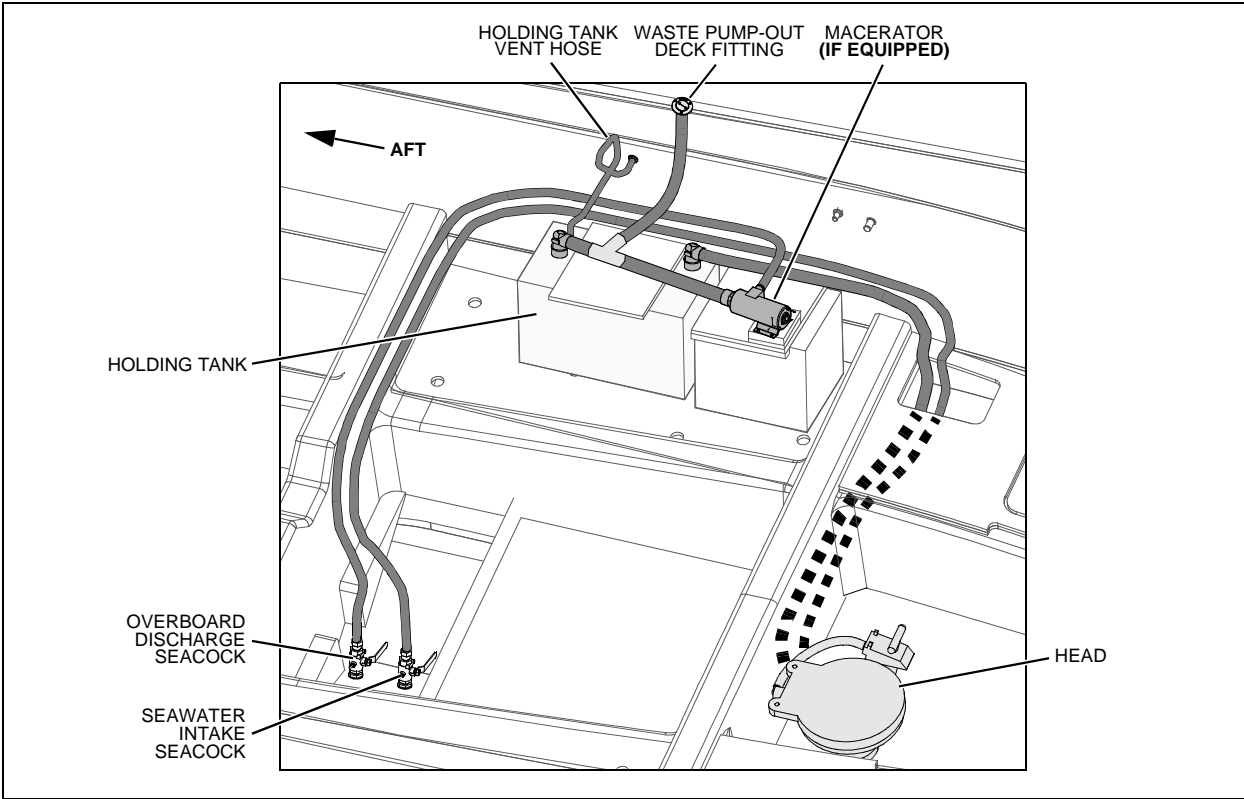 HOLDING TANK
VENT HOSE
WASTE PUMP-OUT
DECK FITTING
MACERATOR
(IF EQUIPPED)
AFT
HOLDING TANK
OVERBOARD
DISCHARGE
SEACOCK
SEAWATER
INTAKE
SEACOCK
HEAD